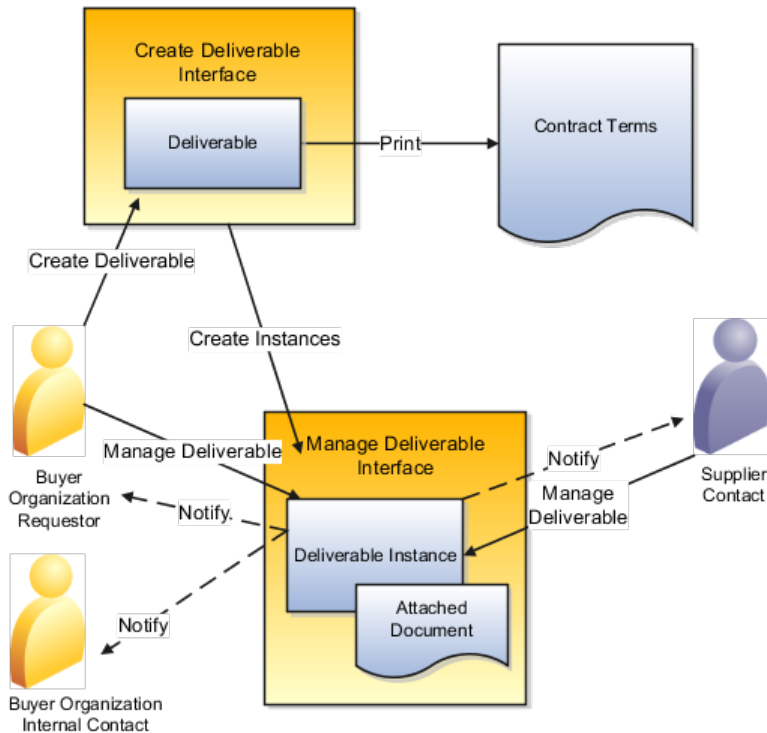 Create Deliverable
Interface
Deliverable
Print
Contract Terms
Create Deliverable
Create Instances
Manage Deliverable
Manage Deliverable
Interface
Notify
Buyer
Organization
Requestor
Supplier
Contact
Manage
Deliverable
Notify.
Deliverable Instance
Attached
Document
Notify
Buyer Organization
Internal Contact